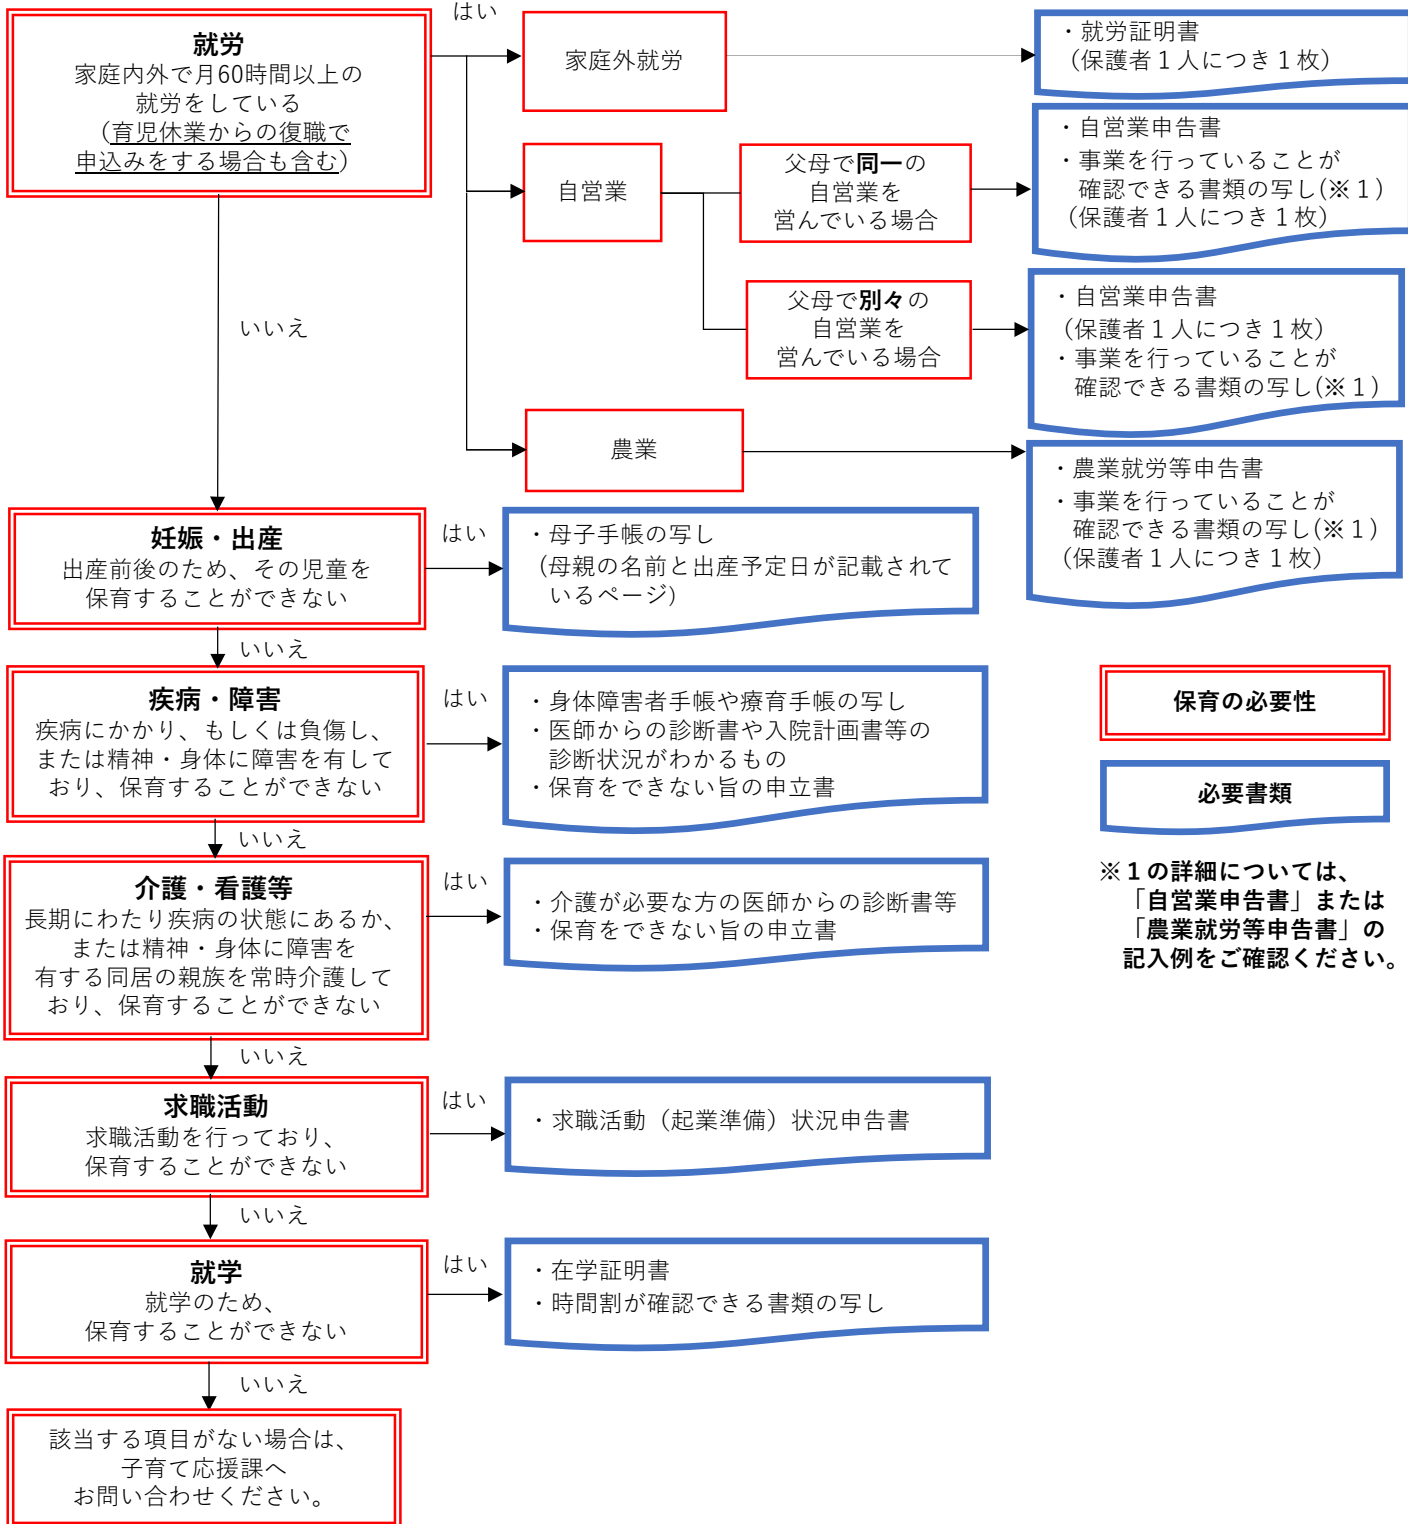 はい
就労
家庭内外で月60時間以上の
就労をしている
（育児休業からの復職で
申込みをする場合も含む）
家庭外就労
・就労証明書
（保護者１人につき１枚）
自営業
父母で同一の
自営業を
営んでいる場合
・自営業申告書
・事業を行っていることが
確認できる書類の写し(※１)
（保護者１人につき１枚）
父母で別々の
自営業を
営んでいる場合
・自営業申告書
（保護者１人につき１枚）
・事業を行っていることが
確認できる書類の写し(※１)
いいえ
農業
・農業就労等申告書
・事業を行っていることが
確認できる書類の写し(※１)
（保護者１人につき１枚）
妊娠・出産
出産前後のため、その児童を
保育することができない
はい
・母子手帳の写し
(母親の名前と出産予定日が記載されて
いるページ)
いいえ
疾病・障害
疾病にかかり、もしくは負傷し、
または精神・身体に障害を有して
おり、保育することができない
はい
・身体障害者手帳や療育手帳の写し
・医師からの診断書や入院計画書等の
診断状況がわかるもの
・保育をできない旨の申立書
保育の必要性
必要書類
※１の詳細については、
「自営業申告書」または
「農業就労等申告書」の
記入例をご確認ください。
いいえ
介護・看護等
長期にわたり疾病の状態にあるか、
または精神・身体に障害を
有する同居の親族を常時介護して
おり、保育することができない
はい
・介護が必要な方の医師からの診断書等
・保育をできない旨の申立書
いいえ
求職活動
求職活動を行っており、
保育することができない
はい
・求職活動（起業準備）状況申告書
いいえ
就学
就学のため、
保育することができない
はい
・在学証明書
・時間割が確認できる書類の写し
いいえ
該当する項目がない場合は、
子育て応援課へ
お問い合わせください。